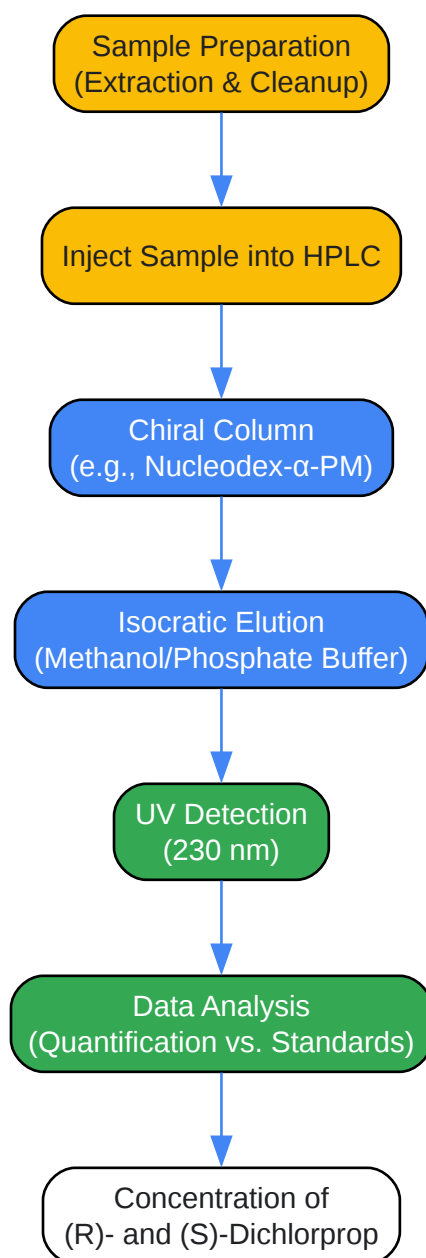 Sample Preparation
(Extraction & Cleanup)
Inject Sample into HPLC
Chiral Column
(e.g., Nucleodex-α-PM)
Isocratic Elution
(Methanol/Phosphate Buffer)
UV Detection
(230 nm)
Data Analysis
(Quantification vs. Standards)
Concentration of
(R)- and (S)-Dichlorprop